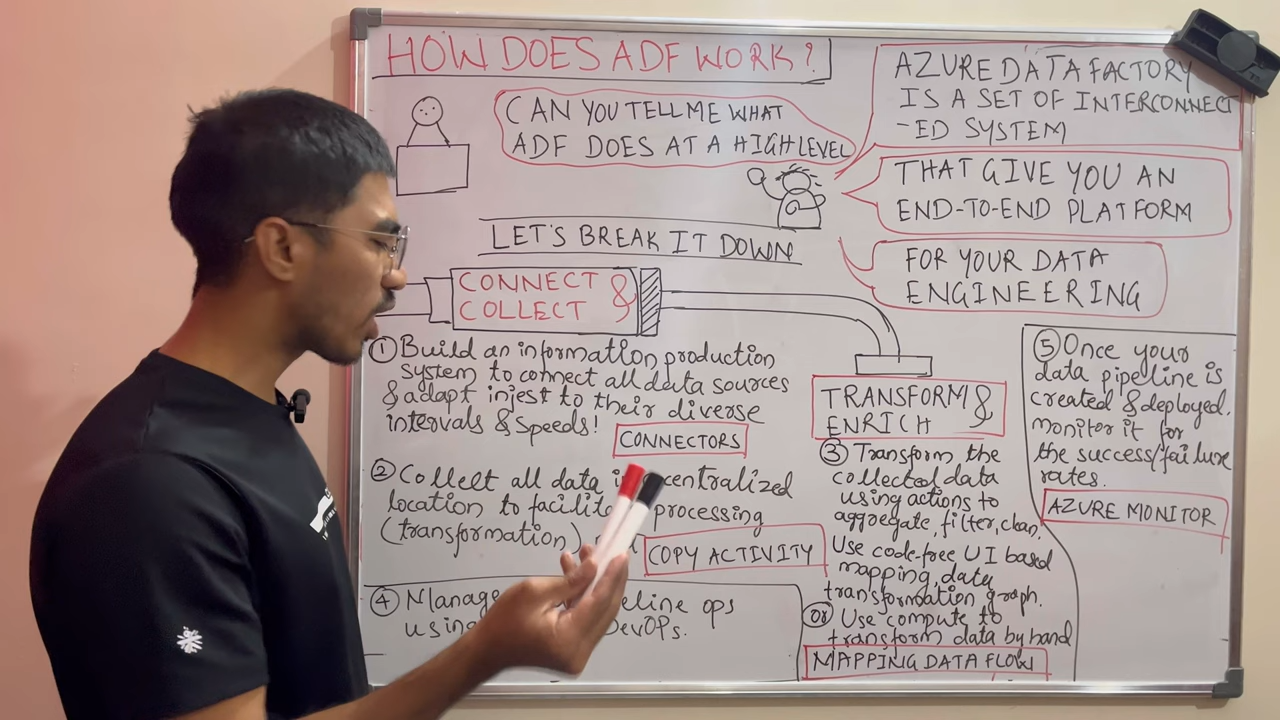 HOW DOES ADF WORK?
CAN YOU TELL ME WHAT
ADF DOES AT A HIGH LEVEL
AZURE DATA FACTORY
IS A SET OF INTERCONNECT
-ED SYSTEM
THAT GIVE YOU AN
END-TO-END PLATFORM
FOR YOUR DATA
ENGINEERING
LET'S BREAK IT DOWN
CONNECT &
COLLECT
① Build an information production
system to connect all data sources
& adapt injest to their diverse
intervals & speeds!
CONNECTORS
② Collect all data in centralized
location to facilit processing
(transformation)
COPY ACTIVITY
TRANSFORM &
ENRICH
③ Transform the
collected data
using actions to
aggregate, filter, clean.
Use code-free UI based
mapping, data
transformation graph.
OR Use compute to
transform data by hand
MAPPING DATA FLOW
④ Manage eline ops
using DevOPs.
⑤ Once your
data pipeline is
created & deployed,
monitor it for
the success/failure
rates.
AZURE MONITOR